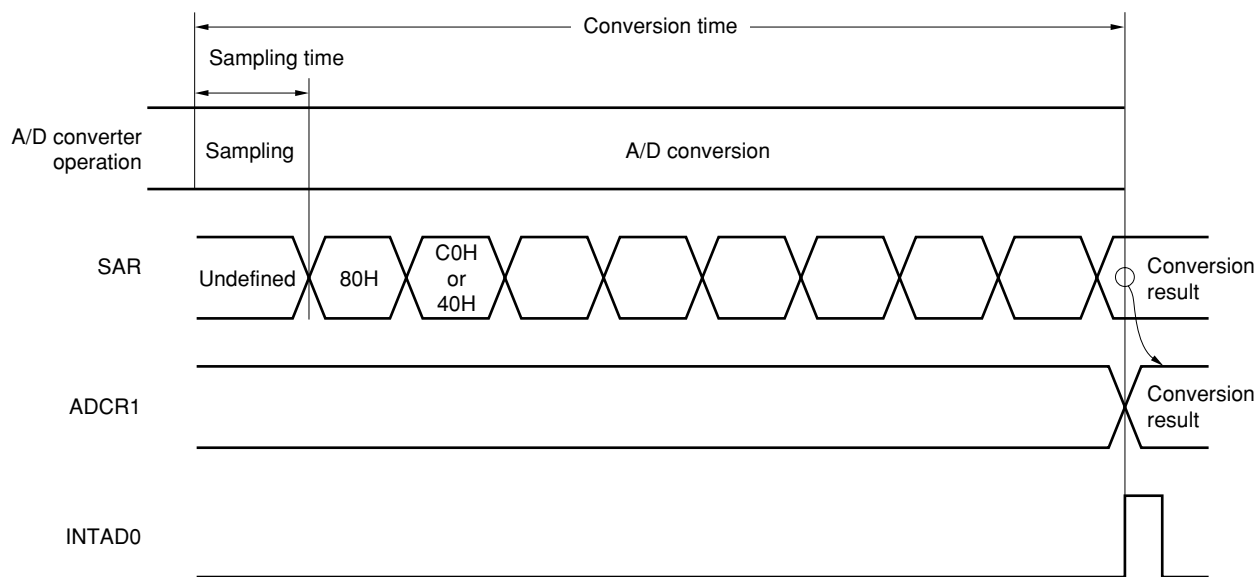 Conversion time
Sampling time
A/D converter
operation
Sampling
A/D conversion
SAR
Undefined
80H
C0H
or
40H
Conversion
result
ADCR1
Conversion
result
INTAD0